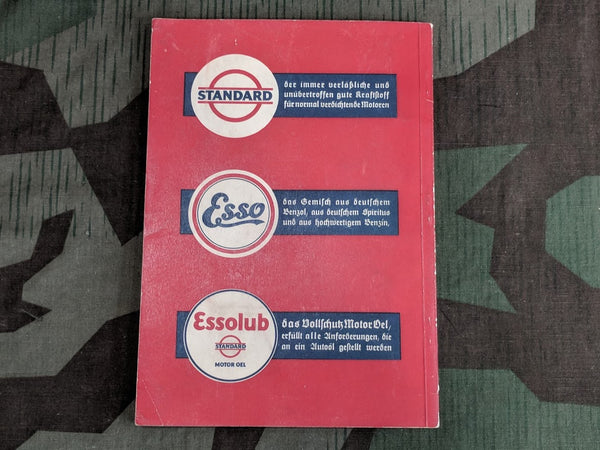 STANDARD
der immer verläßliche und
unübertroffen gute Kraftstoff
für normal verdichtende Motoren
Esso
das Gemisch aus deutschem
Benzol, aus deutschem Spiritus
und aus hochwertigem Benzin,
Essolub
STANDARD
MOTOR OEL
das Vollschutz Motor Oel,
erfüllt alle Anforderungen, die
an ein Autoöl gestellt werden